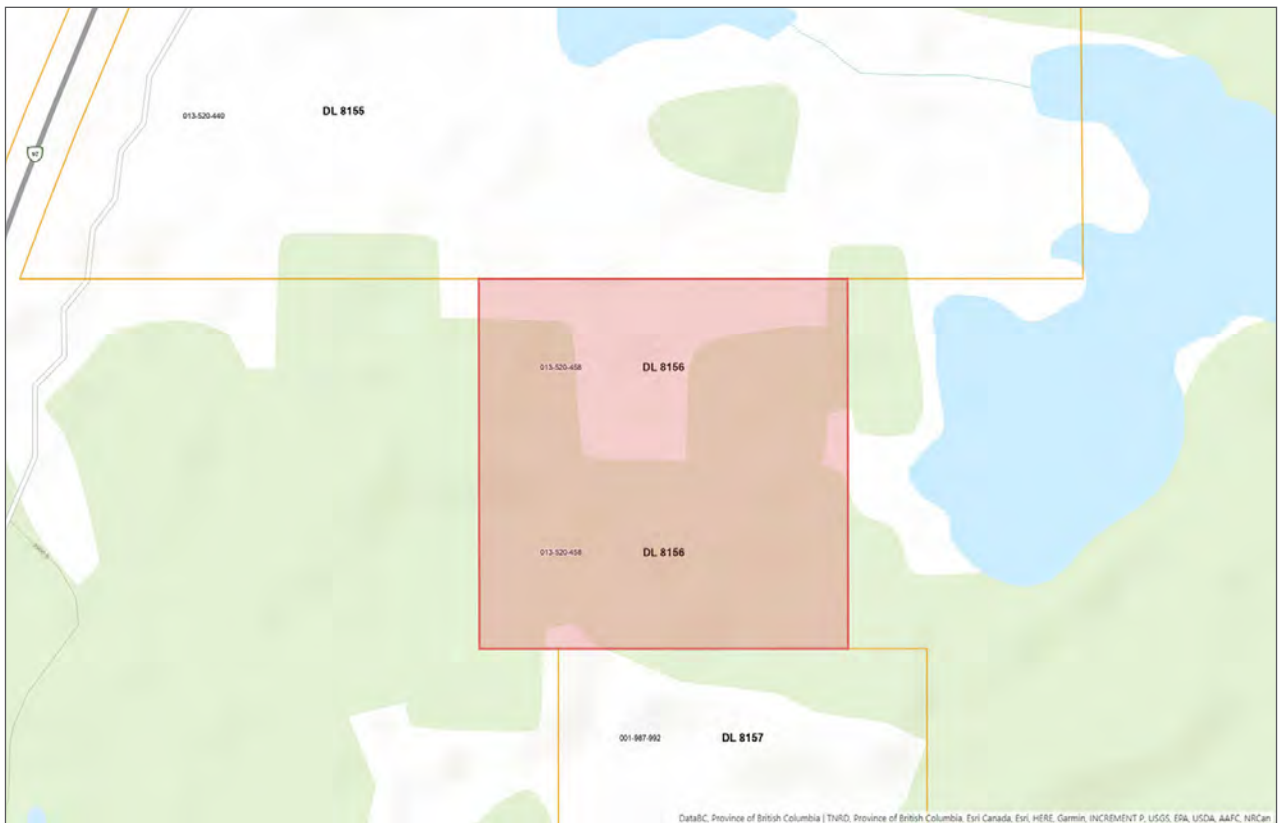 013-520-440
DL 8155
97
013-520-458
DL 8156
013-520-458
DL 8156
001-987-992
DL 8157
DataBC, Province of British Columbia | TNRD, Province of British Columbia, Esri Canada, Esri, HERE, Garmin, INCREMENT P, USGS, EPA, USDA, AAFC, NRCan